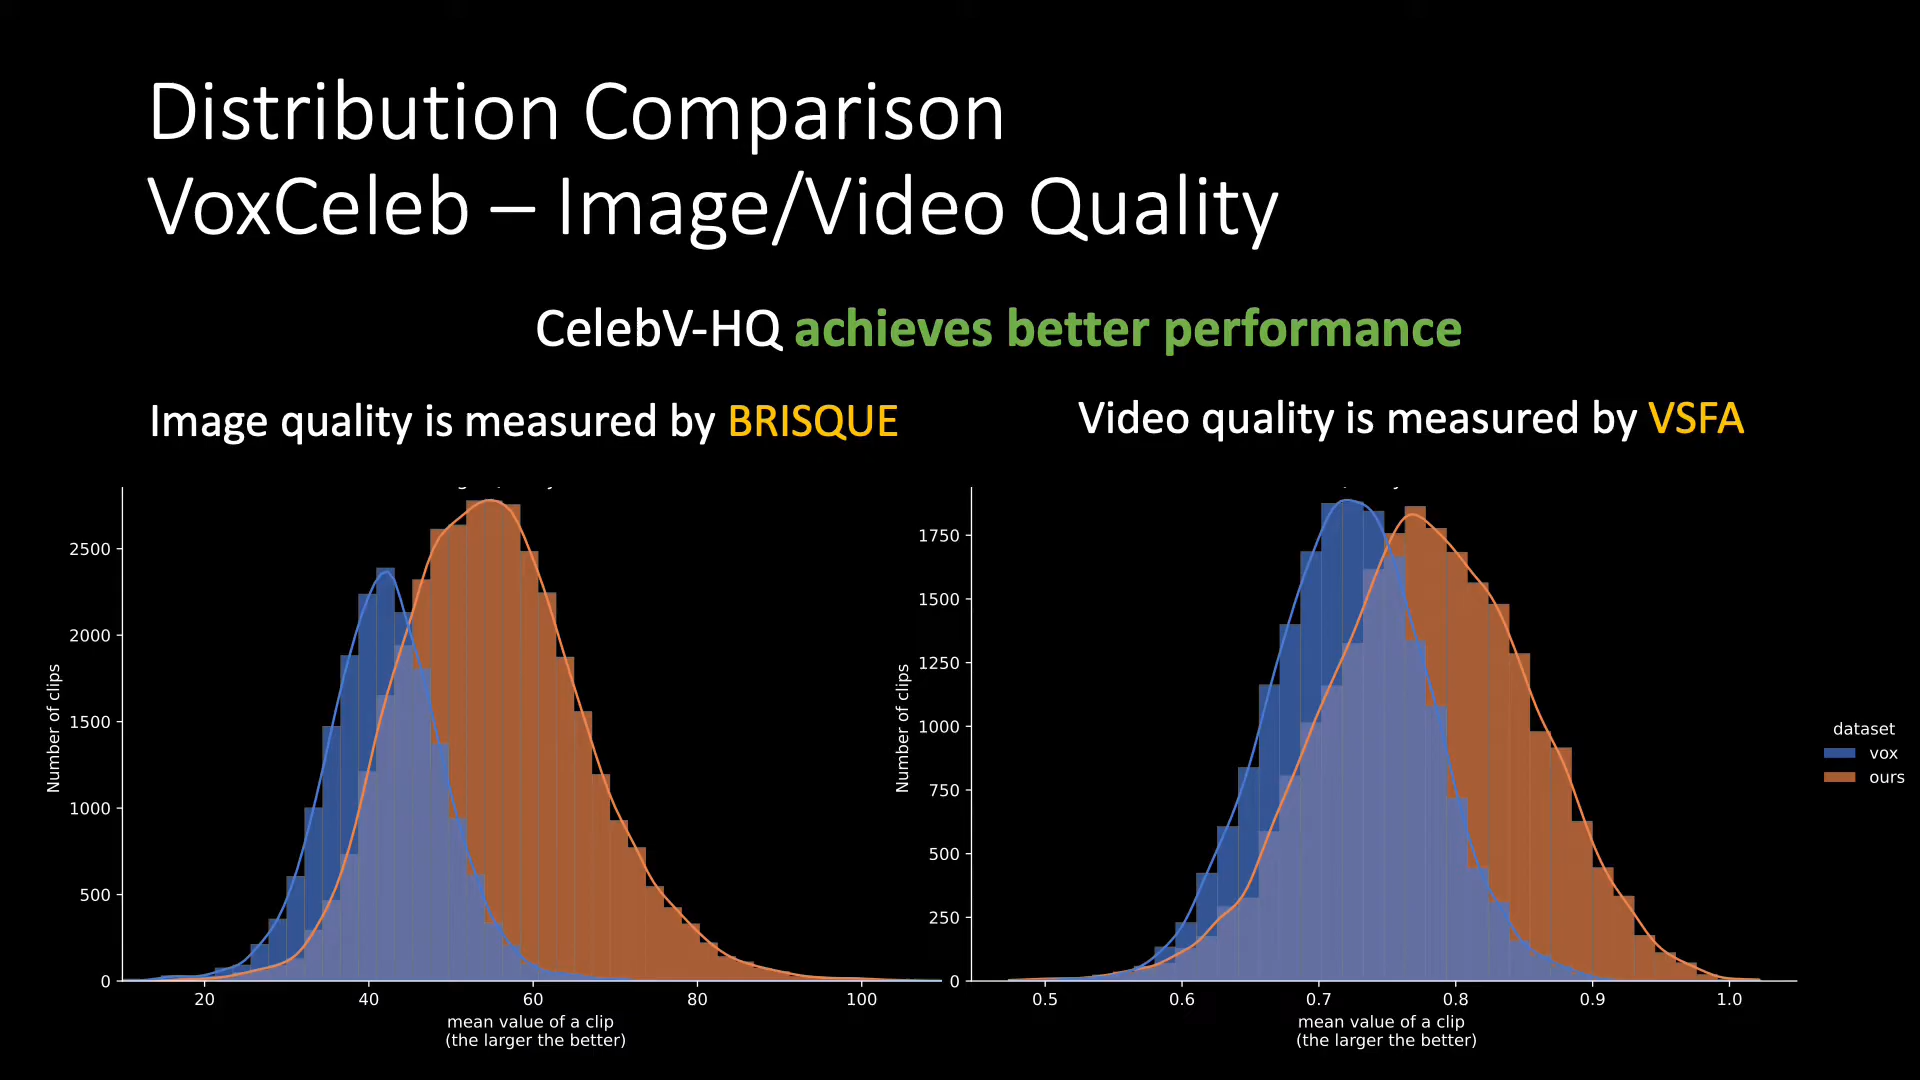 Distribution Comparison
VoxCeleb – Image/Video Quality
CelebV-HQ achieves better performance
Image quality is measured by BRISQUE
Video quality is measured by VSFA
2500
2000
1500
1000
500
0
Number of clips
20 40 60 80 100
mean value of a clip
(the larger the better)
1750
1500
1250
1000
750
500
250
0
Number of clips
0.5 0.6 0.7 0.8 0.9 1.0
mean value of a clip
(the larger the better)
dataset
vox
ours